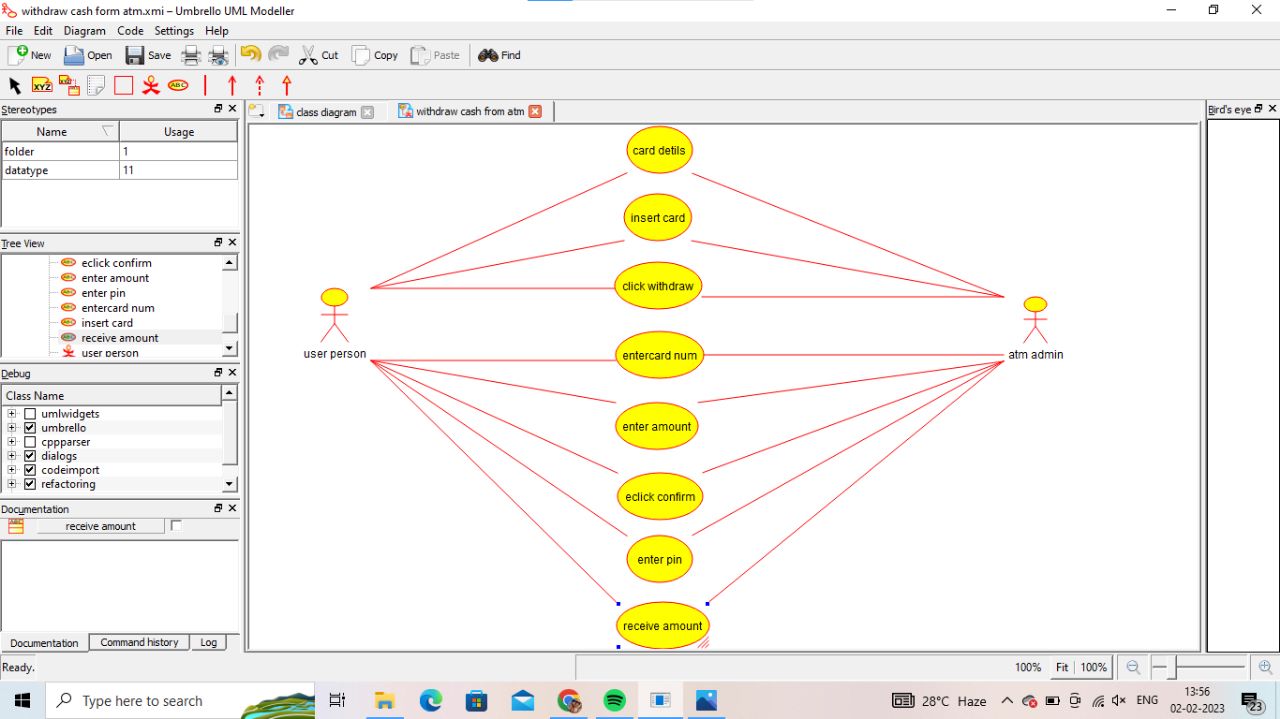 withdraw cash form atm.xmi – Umbrello UML Modeller
File Edit Diagram Code Settings Help
New Open Save Cut Copy Paste Find
XYZ ABC
Stereotypes
Name Usage
folder 1
datatype 11
Tree View
eclick confirm
enter amount
enter pin
entercard num
insert card
receive amount
user person
Debug
Class Name
umlwidgets
umbrello
cppparser
dialogs
codeimport
refactoring
Documentation
receive amount
Documentation Command history Log
class diagram withdraw cash from atm
card detils
insert card
click withdraw
user person
entercard num
atm admin
enter amount
eclick confirm
enter pin
receive amount
Bird's eye
Ready.
100% Fit 100%
Type here to search
28°C Haze ENG
3:56
02-02-2023
23